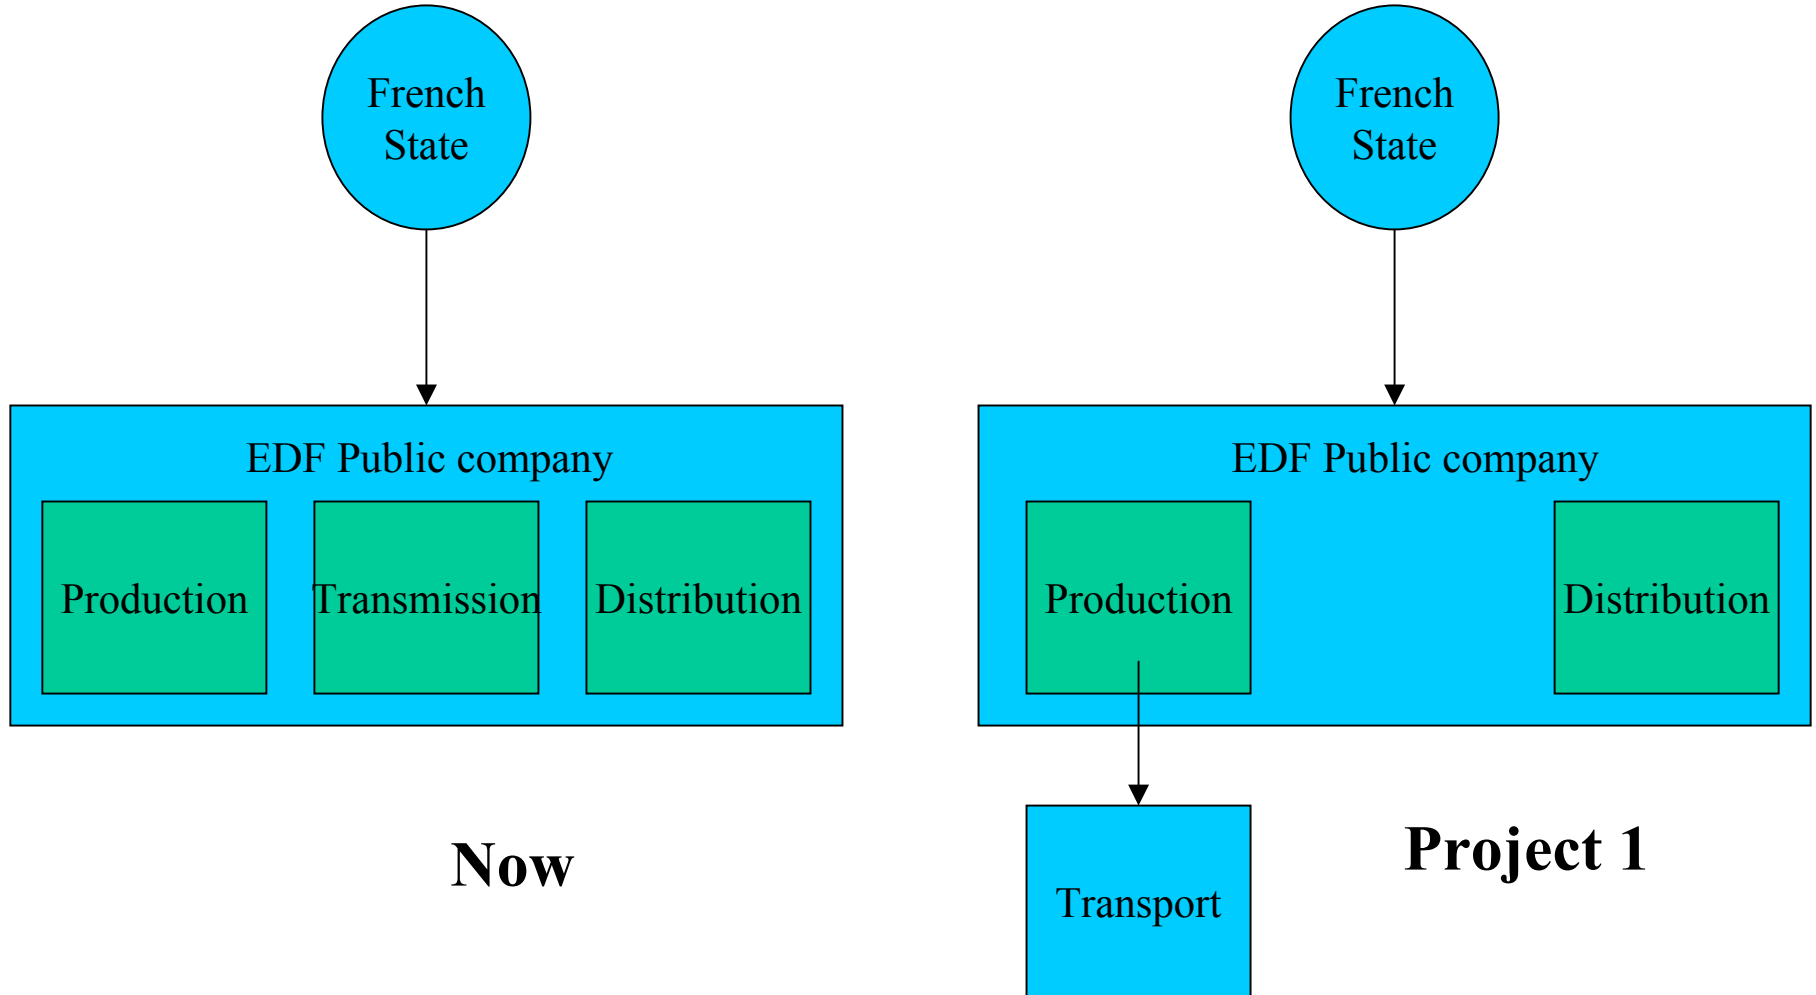 French
State
EDF Public company
Production
Transmission
Distribution
Now
French
State
EDF Public company
Production
Distribution
Transport
Project 1